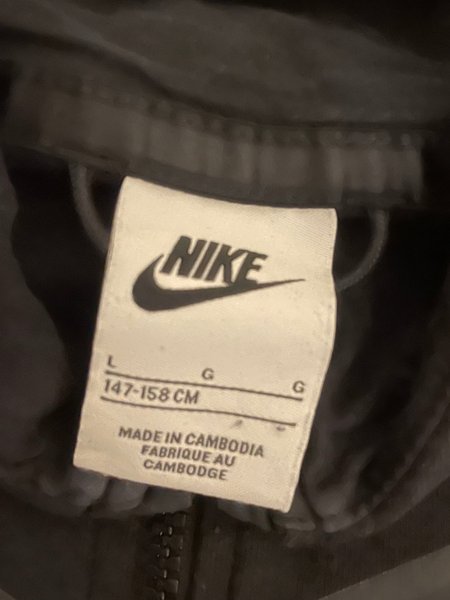 NIKE
L G G
147-158 CM
MADE IN CAMBODIA
FABRIQUE AU
CAMBODGE